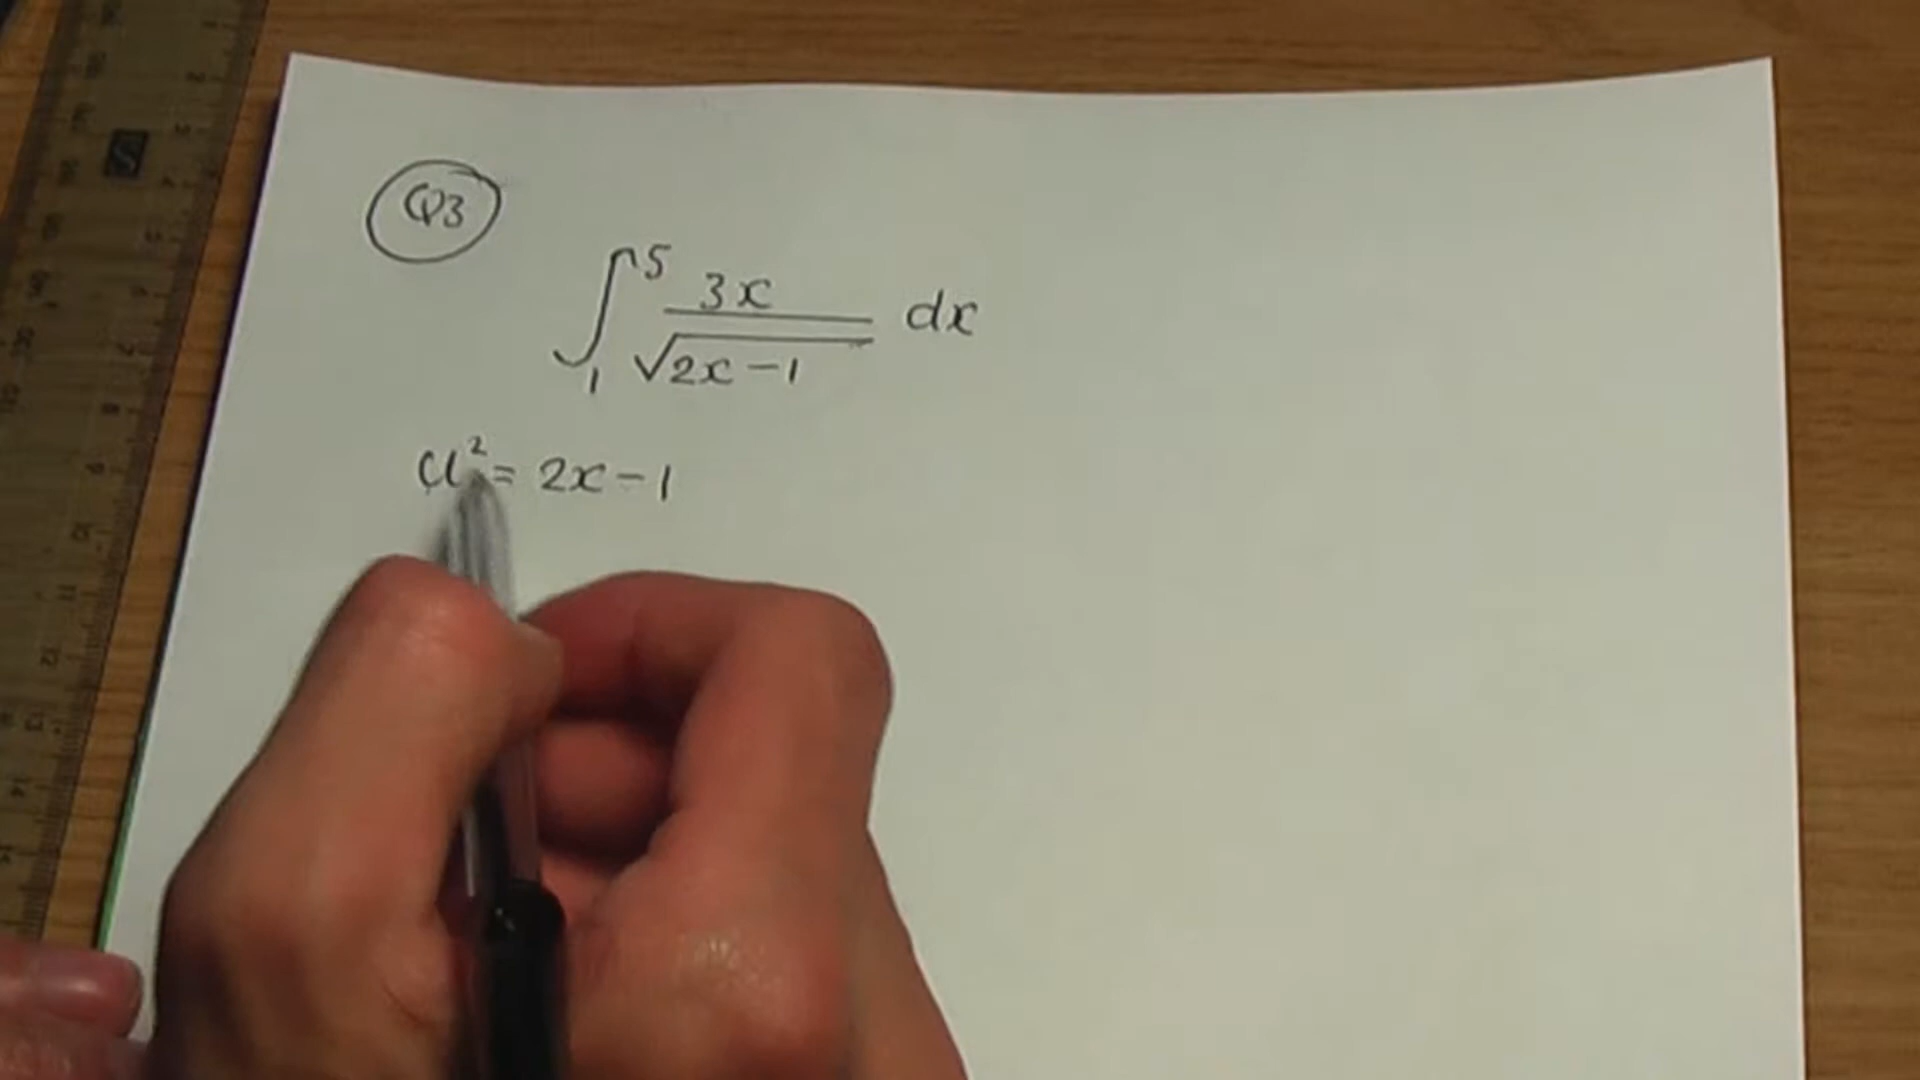 Q3
∫₁⁵ 3x/√(2x-1) dx
u² = 2x-1